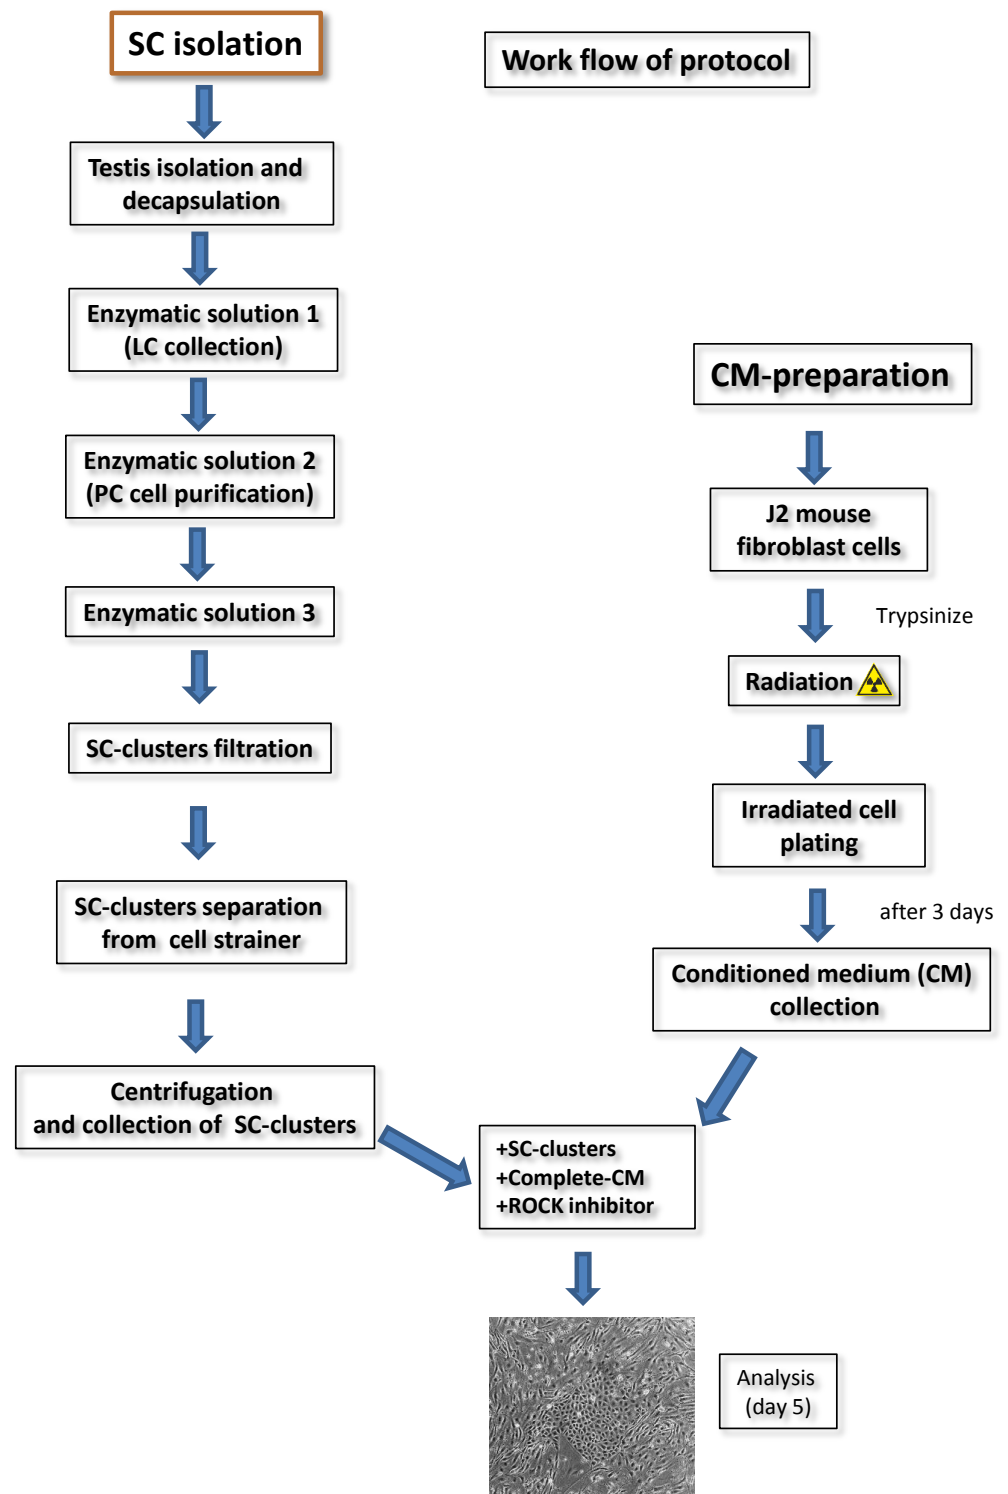 SC isolation
Work flow of protocol
Testis isolation and
decapsulation
Enzymatic solution 1
(LC collection)
Enzymatic solution 2
(PC cell purification)
Enzymatic solution 3
SC-clusters filtration
SC-clusters separation
from cell strainer
Centrifugation
and collection of SC-clusters
CM-preparation
J2 mouse
fibroblast cells
Trypsinize
Radiation
Irradiated cell
plating
after 3 days
Conditioned medium (CM)
collection
+SC-clusters
+Complete-CM
+ROCK inhibitor
Analysis
(day 5)